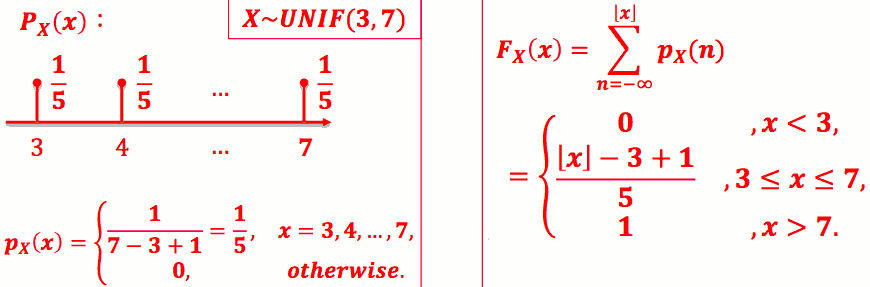 P_X(x) :
X~UNIF(3, 7)
1/5 1/5 ... 1/5
3 4 ... 7
p_X(x) = { 1/(7 − 3 + 1) = 1/5, x = 3, 4, …, 7,
0, otherwise.
F_X(x) = ∑_{n=−∞}^{⌊x⌋} p_X(n)
= { 0 , x < 3,
(⌊x⌋ − 3 + 1)/5 , 3 ≤ x ≤ 7,
1 , x > 7.